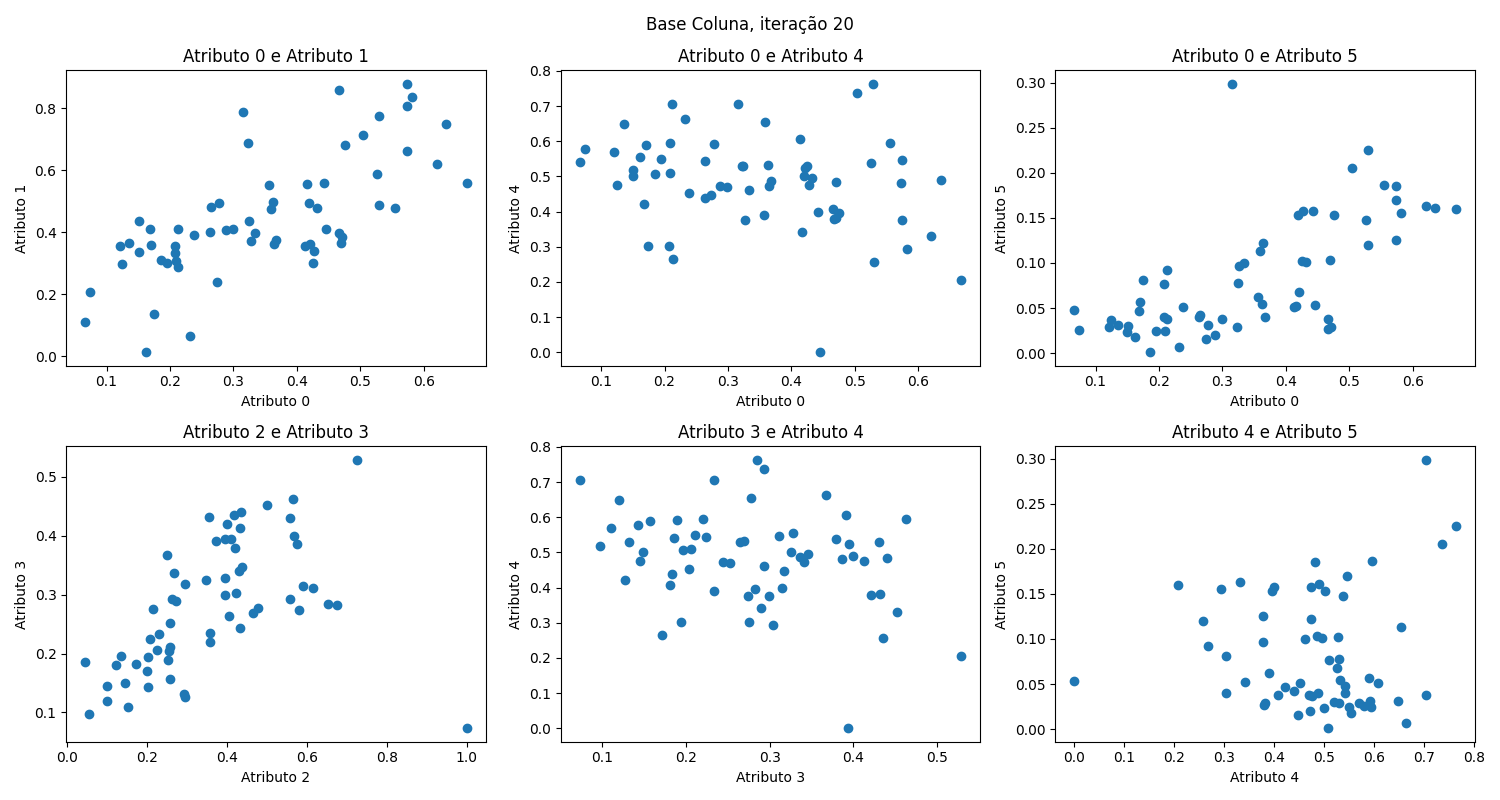 Base Coluna, iteração 20
Atributo 0 e Atributo 1
Atributo 1
0.8
0.6
0.4
0.2
0.0
0.1 0.2 0.3 0.4 0.5 0.6
Atributo 0
Atributo 0 e Atributo 4
Atributo 4
0.8
0.7
0.6
0.5
0.4
0.3
0.2
0.1
0.0
0.1 0.2 0.3 0.4 0.5 0.6
Atributo 0
Atributo 0 e Atributo 5
Atributo 5
0.30
0.25
0.20
0.15
0.10
0.05
0.00
0.1 0.2 0.3 0.4 0.5 0.6
Atributo 0
Atributo 2 e Atributo 3
Atributo 3
0.5
0.4
0.3
0.2
0.1
0.0 0.2 0.4 0.6 0.8 1.0
Atributo 2
Atributo 3 e Atributo 4
Atributo 4
0.8
0.7
0.6
0.5
0.4
0.3
0.2
0.1
0.0
0.1 0.2 0.3 0.4 0.5
Atributo 3
Atributo 4 e Atributo 5
Atributo 5
0.30
0.25
0.20
0.15
0.10
0.05
0.00
0.0 0.1 0.2 0.3 0.4 0.5 0.6 0.7 0.8
Atributo 4